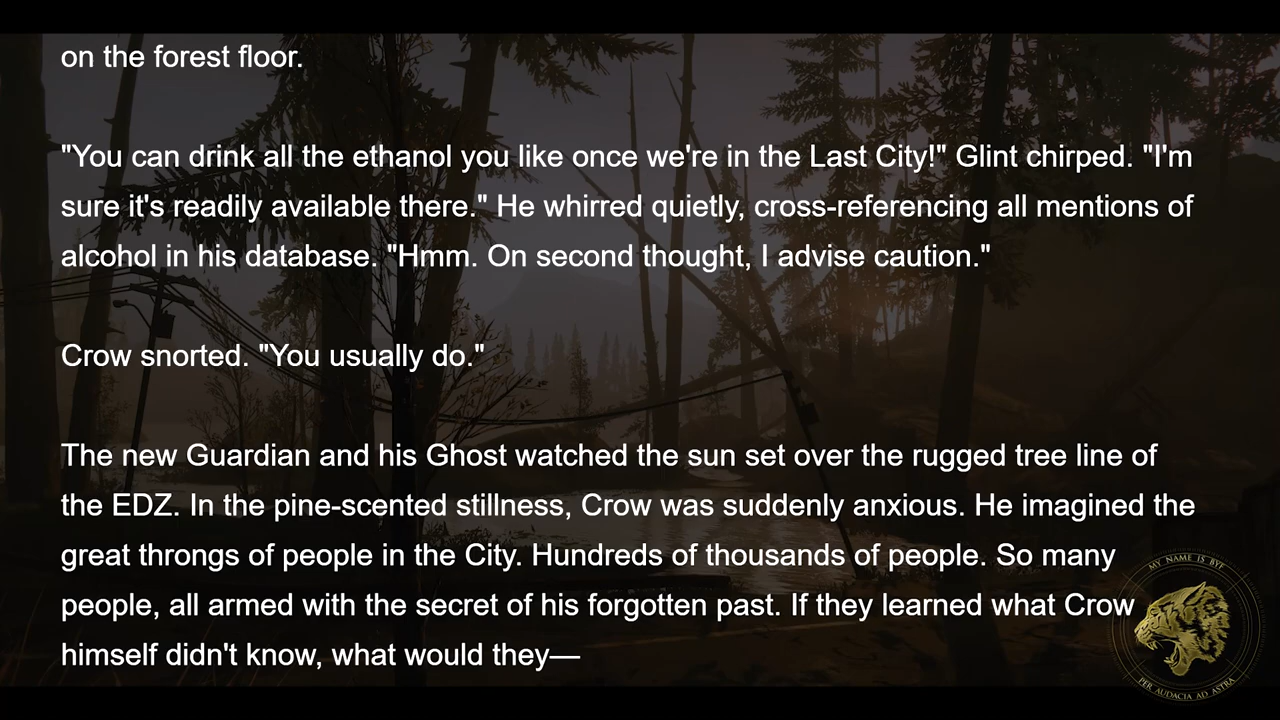 on the forest floor.
"You can drink all the ethanol you like once we're in the Last City!" Glint chirped. "I'm
sure it's readily available there." He whirred quietly, cross-referencing all mentions of
alcohol in his database. "Hmm. On second thought, I advise caution."
Crow snorted. "You usually do."
The new Guardian and his Ghost watched the sun set over the rugged tree line of
the EDZ. In the pine-scented stillness, Crow was suddenly anxious. He imagined the
great throngs of people in the City. Hundreds of thousands of people. So many
people, all armed with the secret of his forgotten past. If they learned what Crow
himself didn't know, what would they—
MY NAME IS BYF
PER AUDACIA AD ASTRA